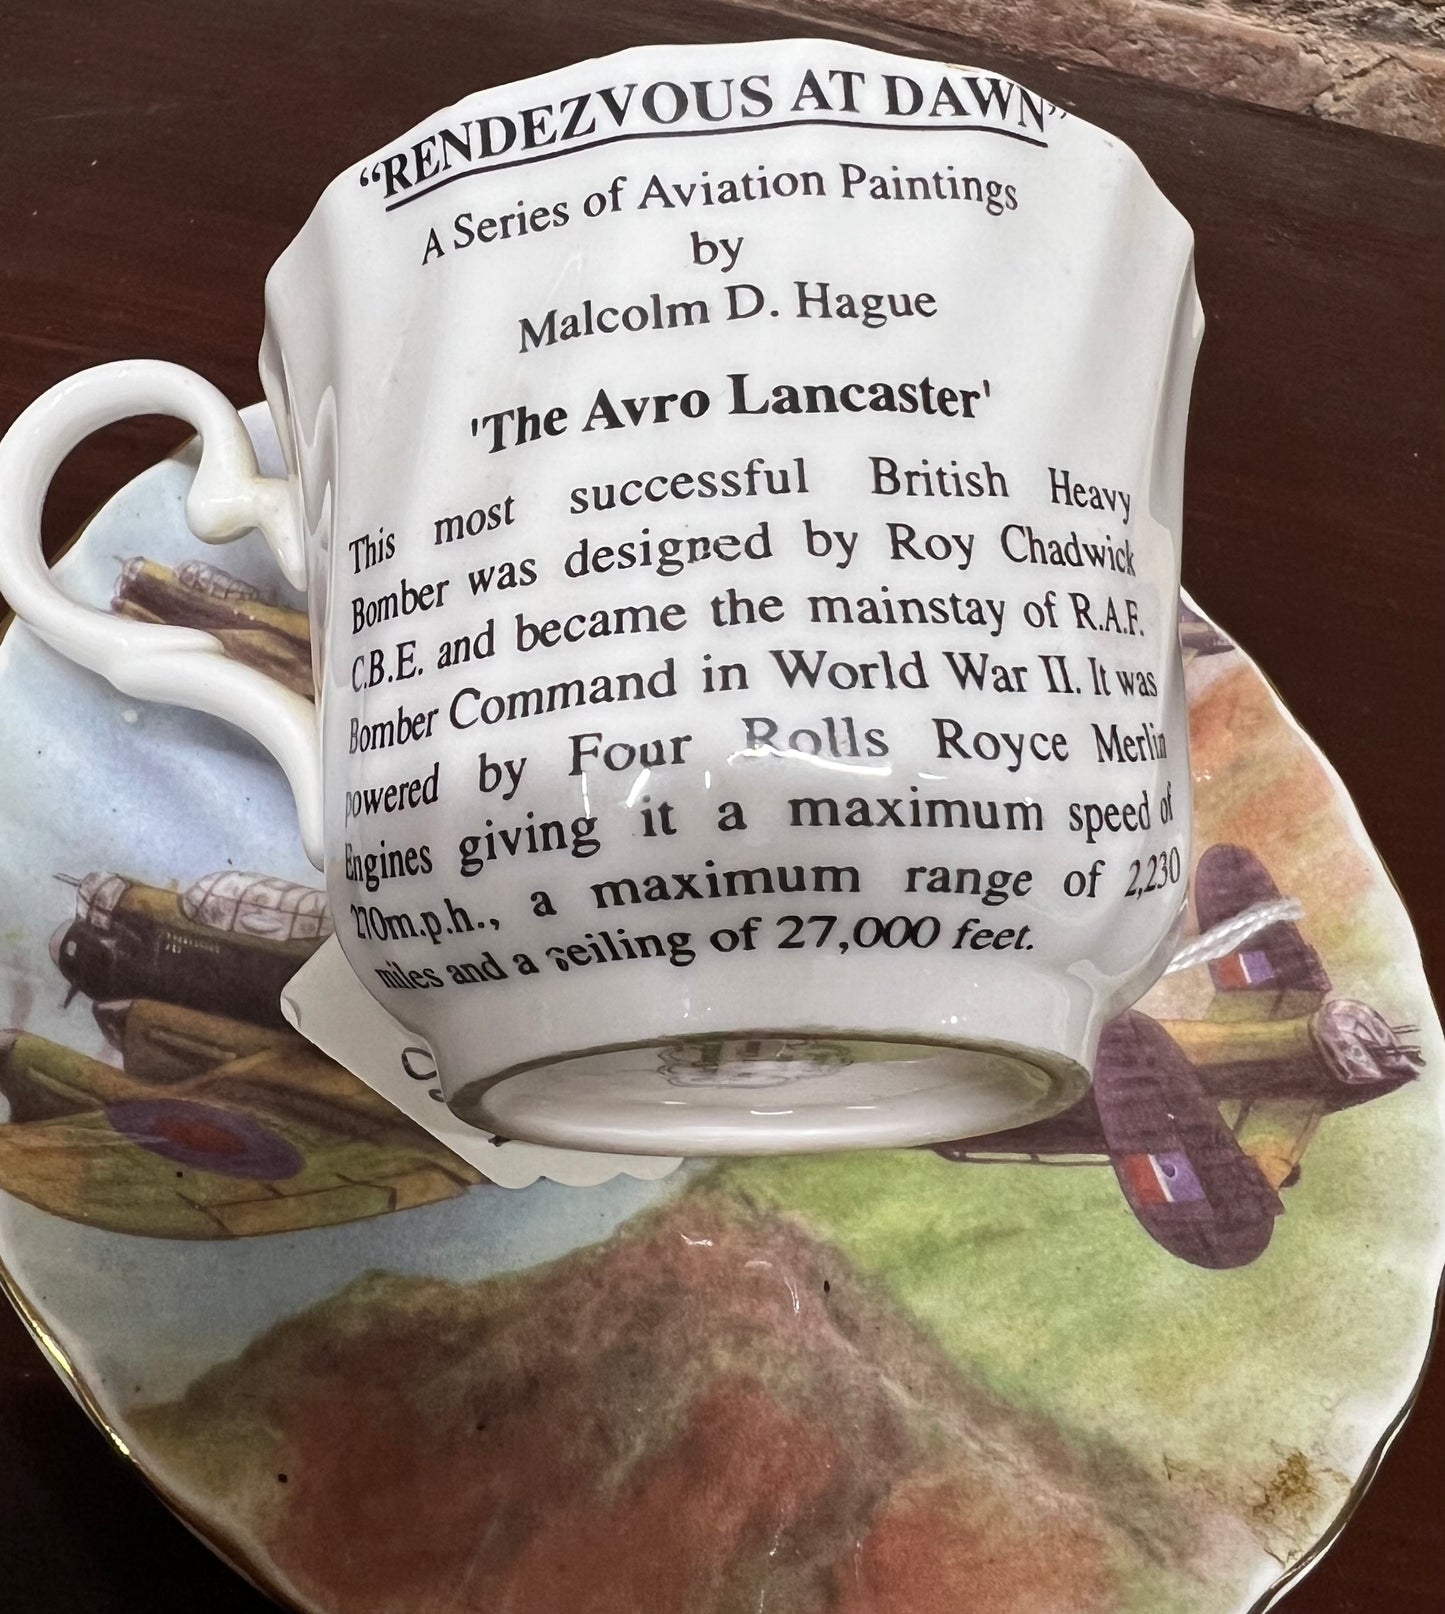 “RENDEZVOUS AT DAWN”
A Series of Aviation Paintings
by
Malcolm D. Hague
'The Avro Lancaster'
This most successful British Heavy
Bomber was designed by Roy Chadwick
C.B.E. and became the mainstay of R.A.F.
Bomber Command in World War II. It was
powered by Four Rolls Royce Merlin
Engines giving it a maximum speed of
270m.p.h., a maximum range of 2,230
miles and a ceiling of 27,000 feet.